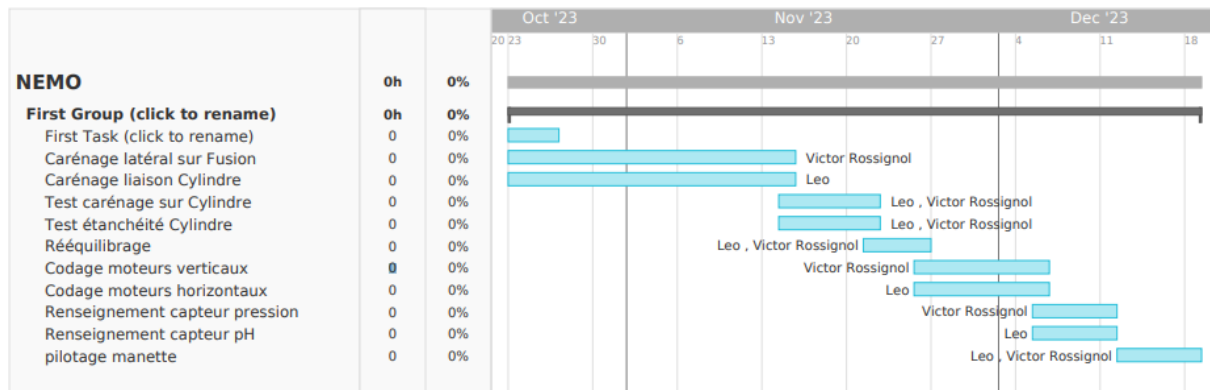 Oct '23 Nov '23 Dec '23
20 23 30 6 13 20 27 4 11 18
NEMO 0h 0%
First Group (click to rename) 0h 0%
First Task (click to rename) 0 0%
Carénage latéral sur Fusion 0 0% Victor Rossignol
Carénage liaison Cylindre 0 0% Leo
Test carénage sur Cylindre 0 0% Leo , Victor Rossignol
Test étanchéité Cylindre 0 0% Leo , Victor Rossignol
Rééquilibrage 0 0% Leo , Victor Rossignol
Codage moteurs verticaux 0 0% Victor Rossignol
Codage moteurs horizontaux 0 0% Leo
Renseignement capteur pression 0 0% Victor Rossignol
Renseignement capteur pH 0 0% Leo
pilotage manette 0 0% Leo , Victor Rossignol